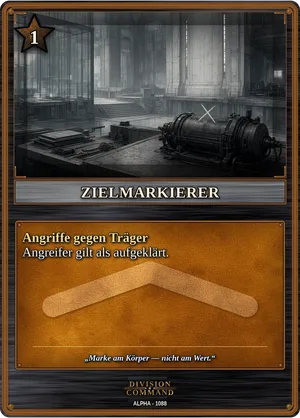 1
ZIELMARKIERER
Angriffe gegen Träger
Angreifer gilt als aufgeklärt.
„Marke am Körper — nicht am Wert.“
DIVISION
COMMAND
ALPHA - 1088